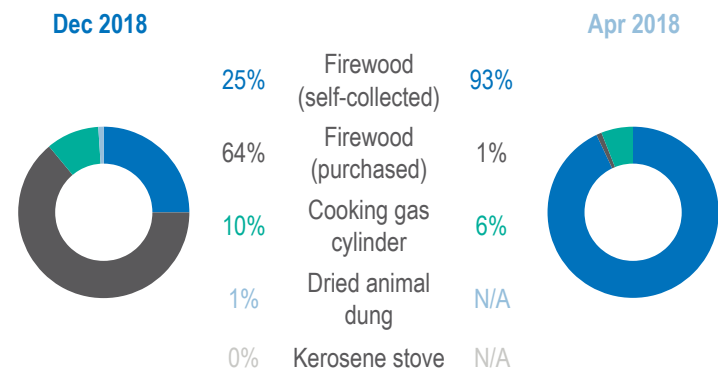 Dec 2018
Apr 2018
25%
Firewood
(self-collected)
93%
64%
Firewood
(purchased)
1%
10%
Cooking gas
cylinder
6%
1%
Dried animal
dung
N/A
0%
Kerosene stove
N/A